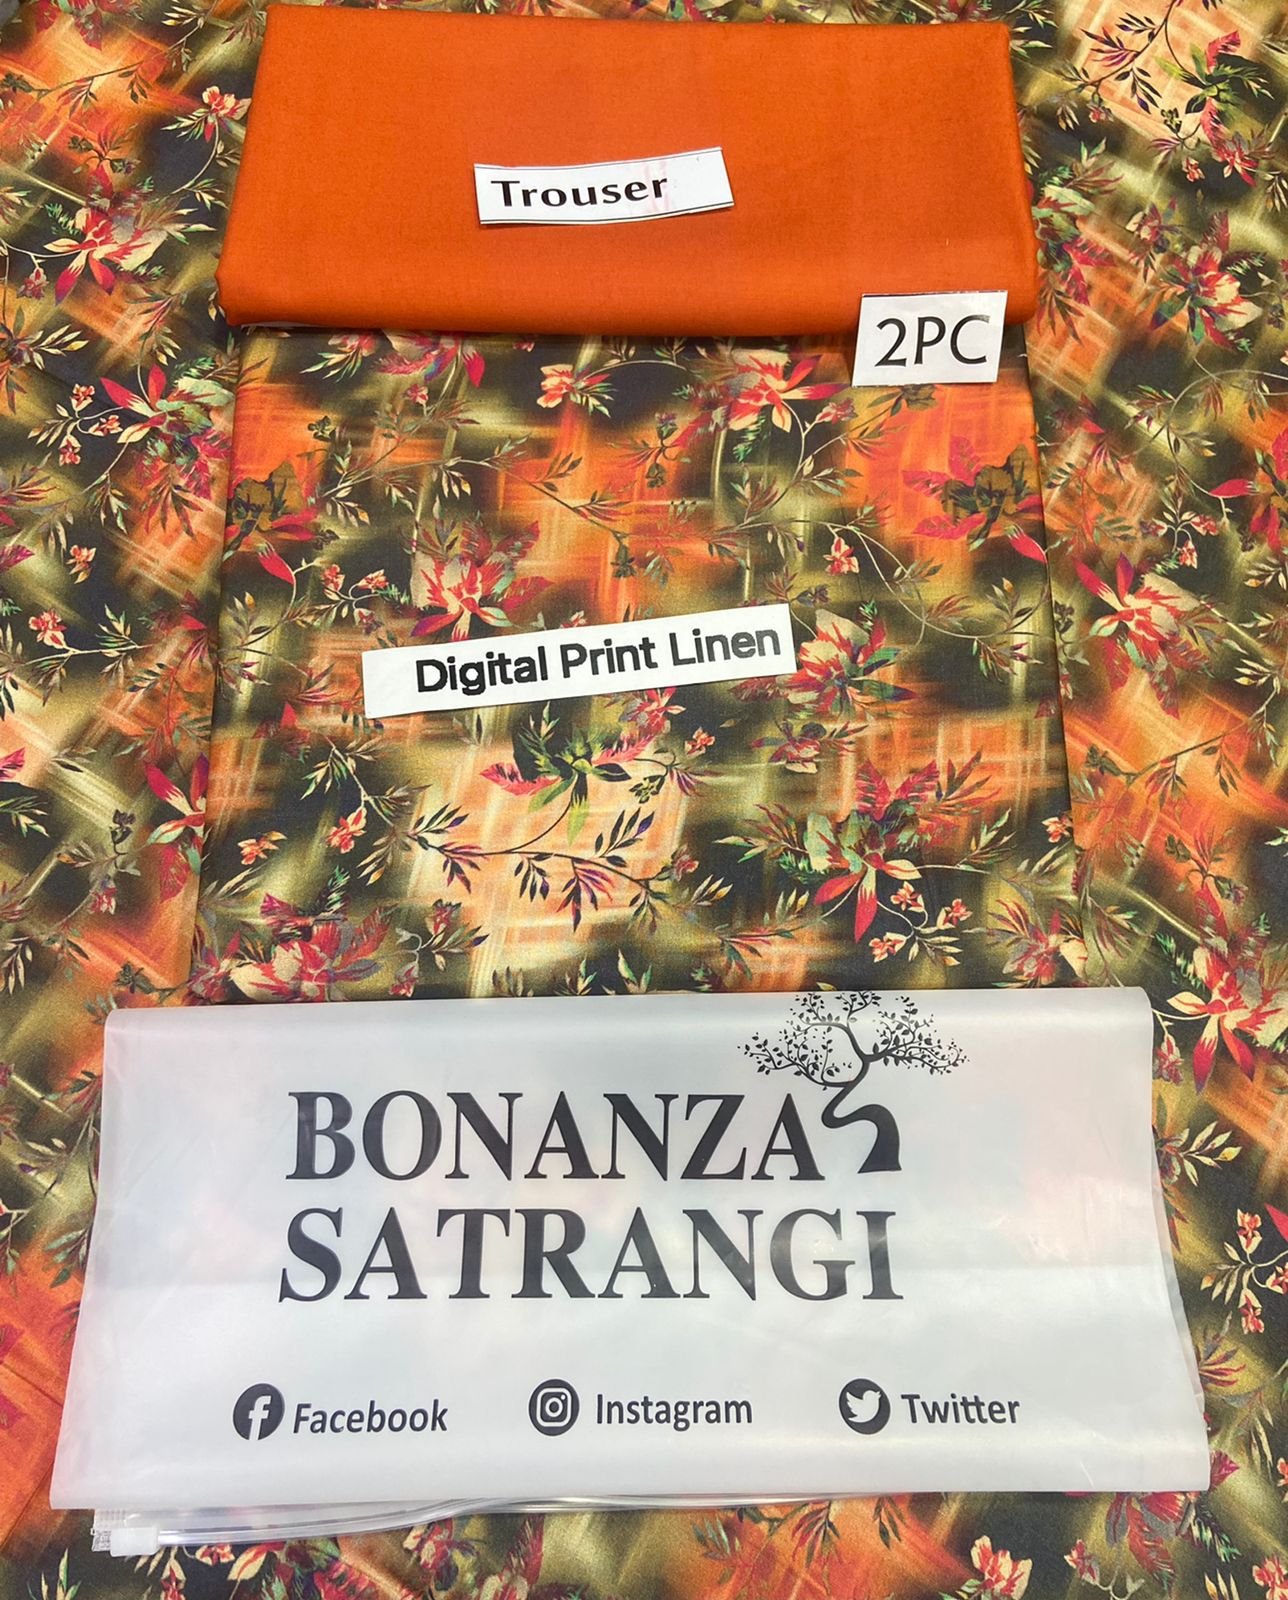 Trouser
2PC
Digital Print Linen
BONANZA
SATRANGI
Facebook Instagram Twitter